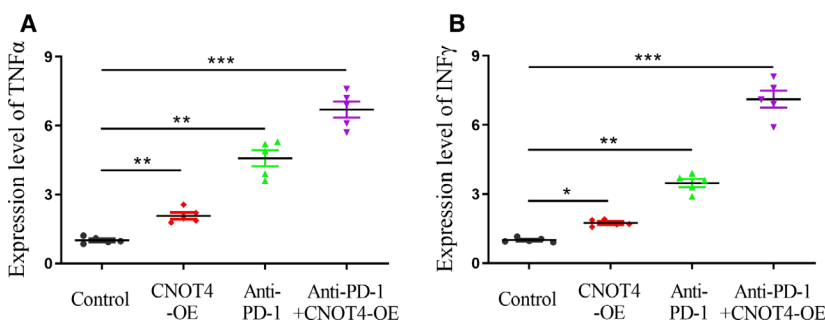 A
Expression level of TNFα
9
6
3
0
***
**
**
Control
CNOT4
-OE
Anti-
PD-1
Anti-PD-1
+CNOT4-OE
B
Expression level of INFγ
9
6
3
0
***
**
*
Control
CNOT4
-OE
Anti-
PD-1
Anti-PD-1
+CNOT4-OE